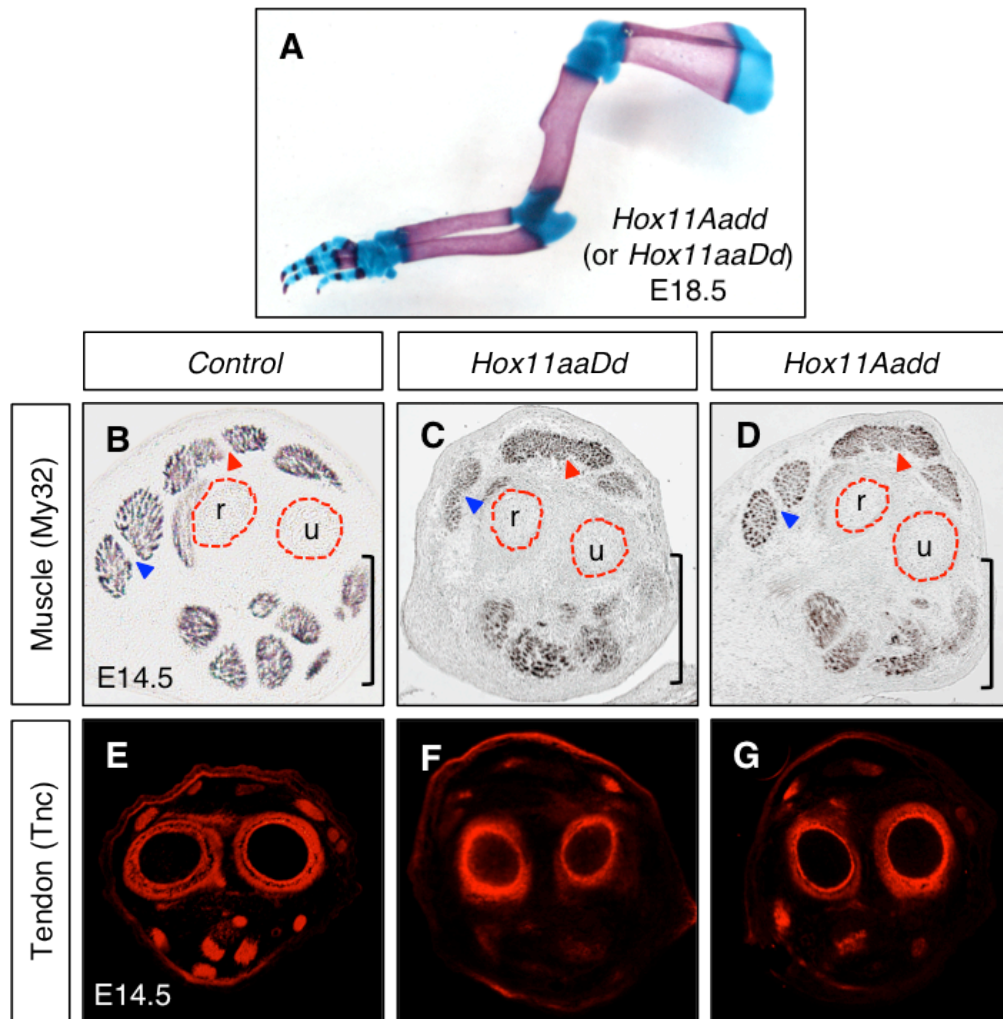 A
Hox11Aadd
(or Hox11aaDd)
E18.5
Control
Hox11aaDd
Hox11Aadd
Muscle (My32)
B
r
u
E14.5
C
r
u
D
r
u
Tendon (Tnc)
E
E14.5
F
G